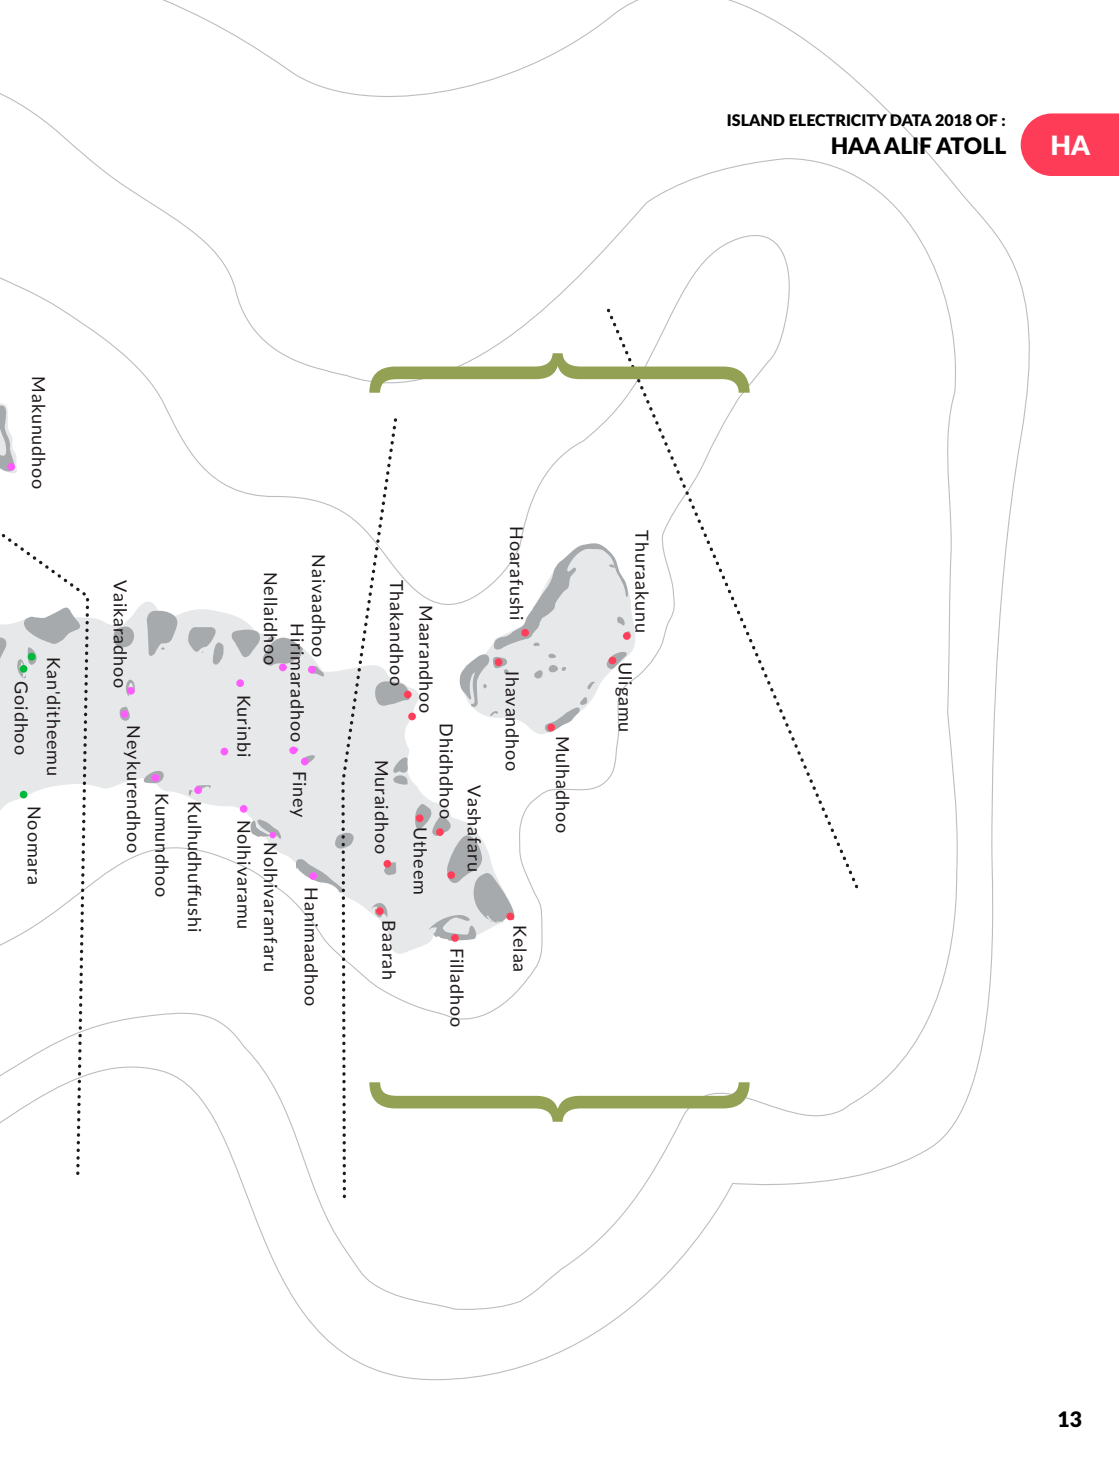 ISLAND ELECTRICITY DATA 2018 OF :
HAA ALIF ATOLL
HA
Makunudhoo
Thuraakunu
Hoarafushi
Uligamu
Ihavandhoo
Mulhadhoo
Naivaadhoo
Nellaidhoo
Hirimaradhoo
Vaikaradhoo
Thakandhoo
Maarandhoo
Dhidhdhoo
Muraidhoo
Vashafaru
Utheem
Kelaa
Filladhoo
Baarah
Kan'ditheemu
Goidhoo
Noomara
Kurinbi
Finey
Neykurendhoo
Kumundhoo
Kulhudhuffushi
Nolhivaramu
Nolhivaranfaru
Hanimaadhoo
13